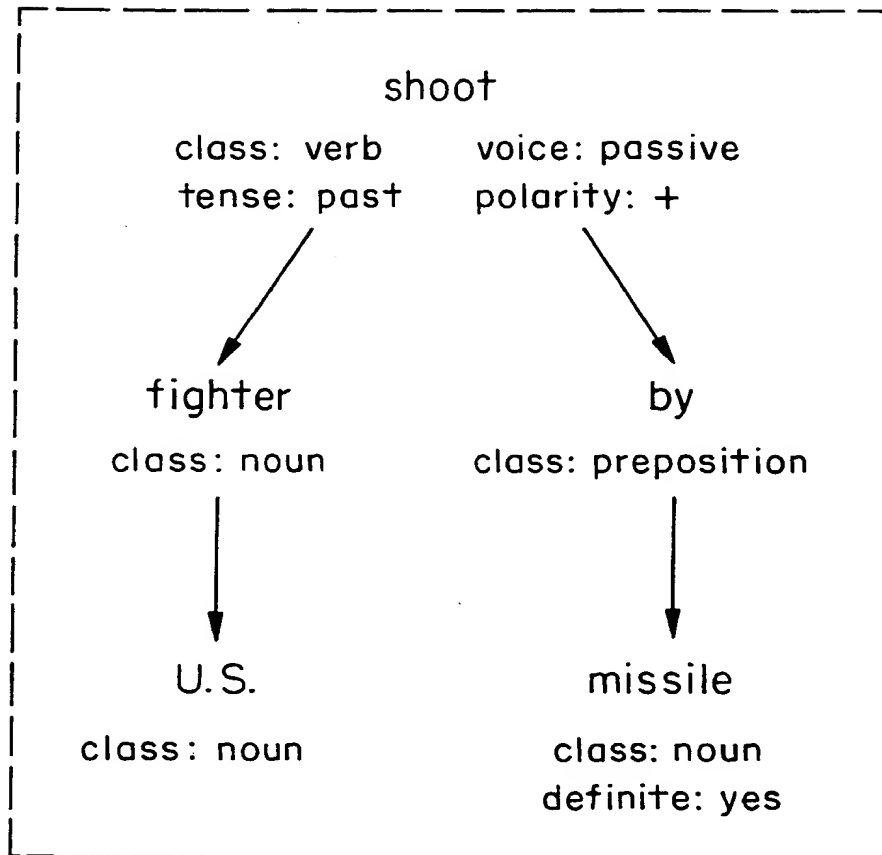 shoot
class: verb voice: passive
tense: past polarity: +
fighter by
class: noun class: preposition
U.S. missile
class: noun class: noun
definite: yes